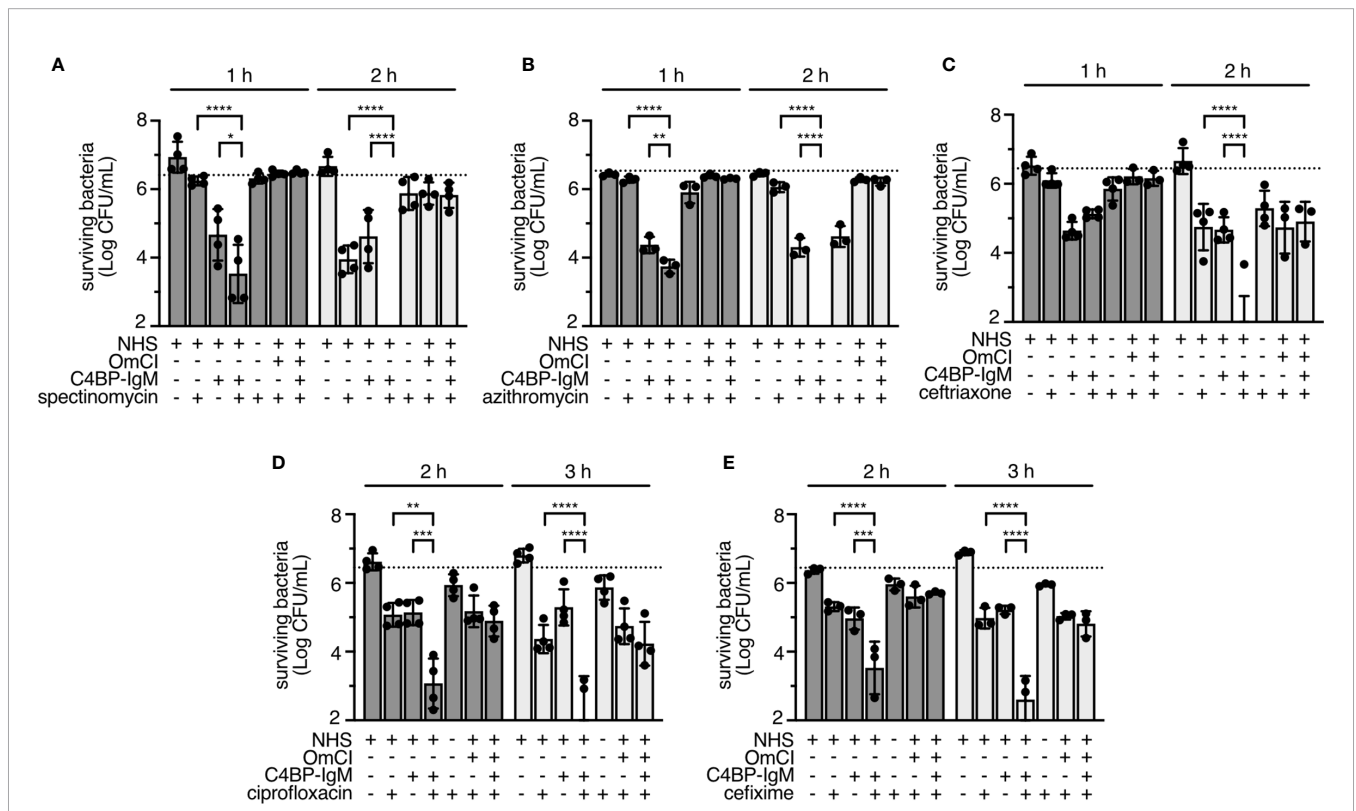 A
1 h 2 h
surviving bacteria
(Log CFU/mL)
8
6
4
2
**** ****
* ****
NHS + + + + - + + + + + + - + +
OmCI - - - - - + + - - - - - + +
C4BP-IgM - - + + - - + - - + + - - +
spectinomycin - + - + + + + - + - + + + +
B
1 h 2 h
surviving bacteria
(Log CFU/mL)
8
6
4
2
**** ****
** ****
NHS + + + + - + + + + + + - + +
OmCI - - - - - + + - - - - - + +
C4BP-IgM - - + + - - + - - + + - - +
azithromycin - + - + + + + - + - + + + +
C
1 h 2 h
surviving bacteria
(Log CFU/mL)
8
6
4
2
****
****
NHS + + + + - + + + + + + - + +
OmCI - - - - - + + - - - - - + +
C4BP-IgM - - + + - - + - - + + - - +
ceftriaxone - + - + + + + - + - + + + +
D
2 h 3 h
surviving bacteria
(Log CFU/mL)
8
6
4
2
** ****
*** ****
NHS + + + + - + + + + + + - + +
OmCI - - - - - + + - - - - - + +
C4BP-IgM - - + + - - + - - + + - - +
ciprofloxacin - + - + + + + - + - + + + +
E
2 h 3 h
surviving bacteria
(Log CFU/mL)
8
6
4
2
**** ****
*** ****
NHS + + + + - + + + + + + - + +
OmCI - - - - - + + - - - - - + +
C4BP-IgM - - + + - - + - - + + - - +
cefixime - + - + + + + - + - + + + +